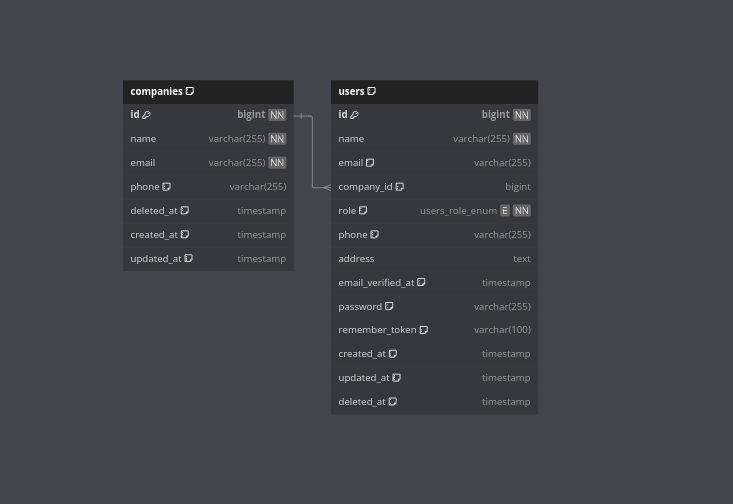 companies
id bigint NN
name varchar(255) NN
email varchar(255) NN
phone varchar(255)
deleted_at timestamp
created_at timestamp
updated_at timestamp
users
id bigint NN
name varchar(255) NN
email varchar(255)
company_id bigint
role users_role_enum E NN
phone varchar(255)
address text
email_verified_at timestamp
password varchar(255)
remember_token varchar(100)
created_at timestamp
updated_at timestamp
deleted_at timestamp